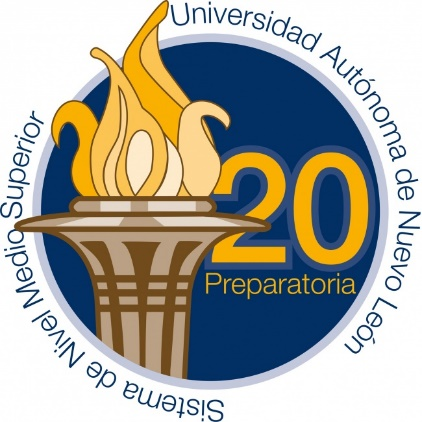 Universidad Autónoma de Nuevo León
20
Preparatoria
Sistema de Nivel Medio Superior